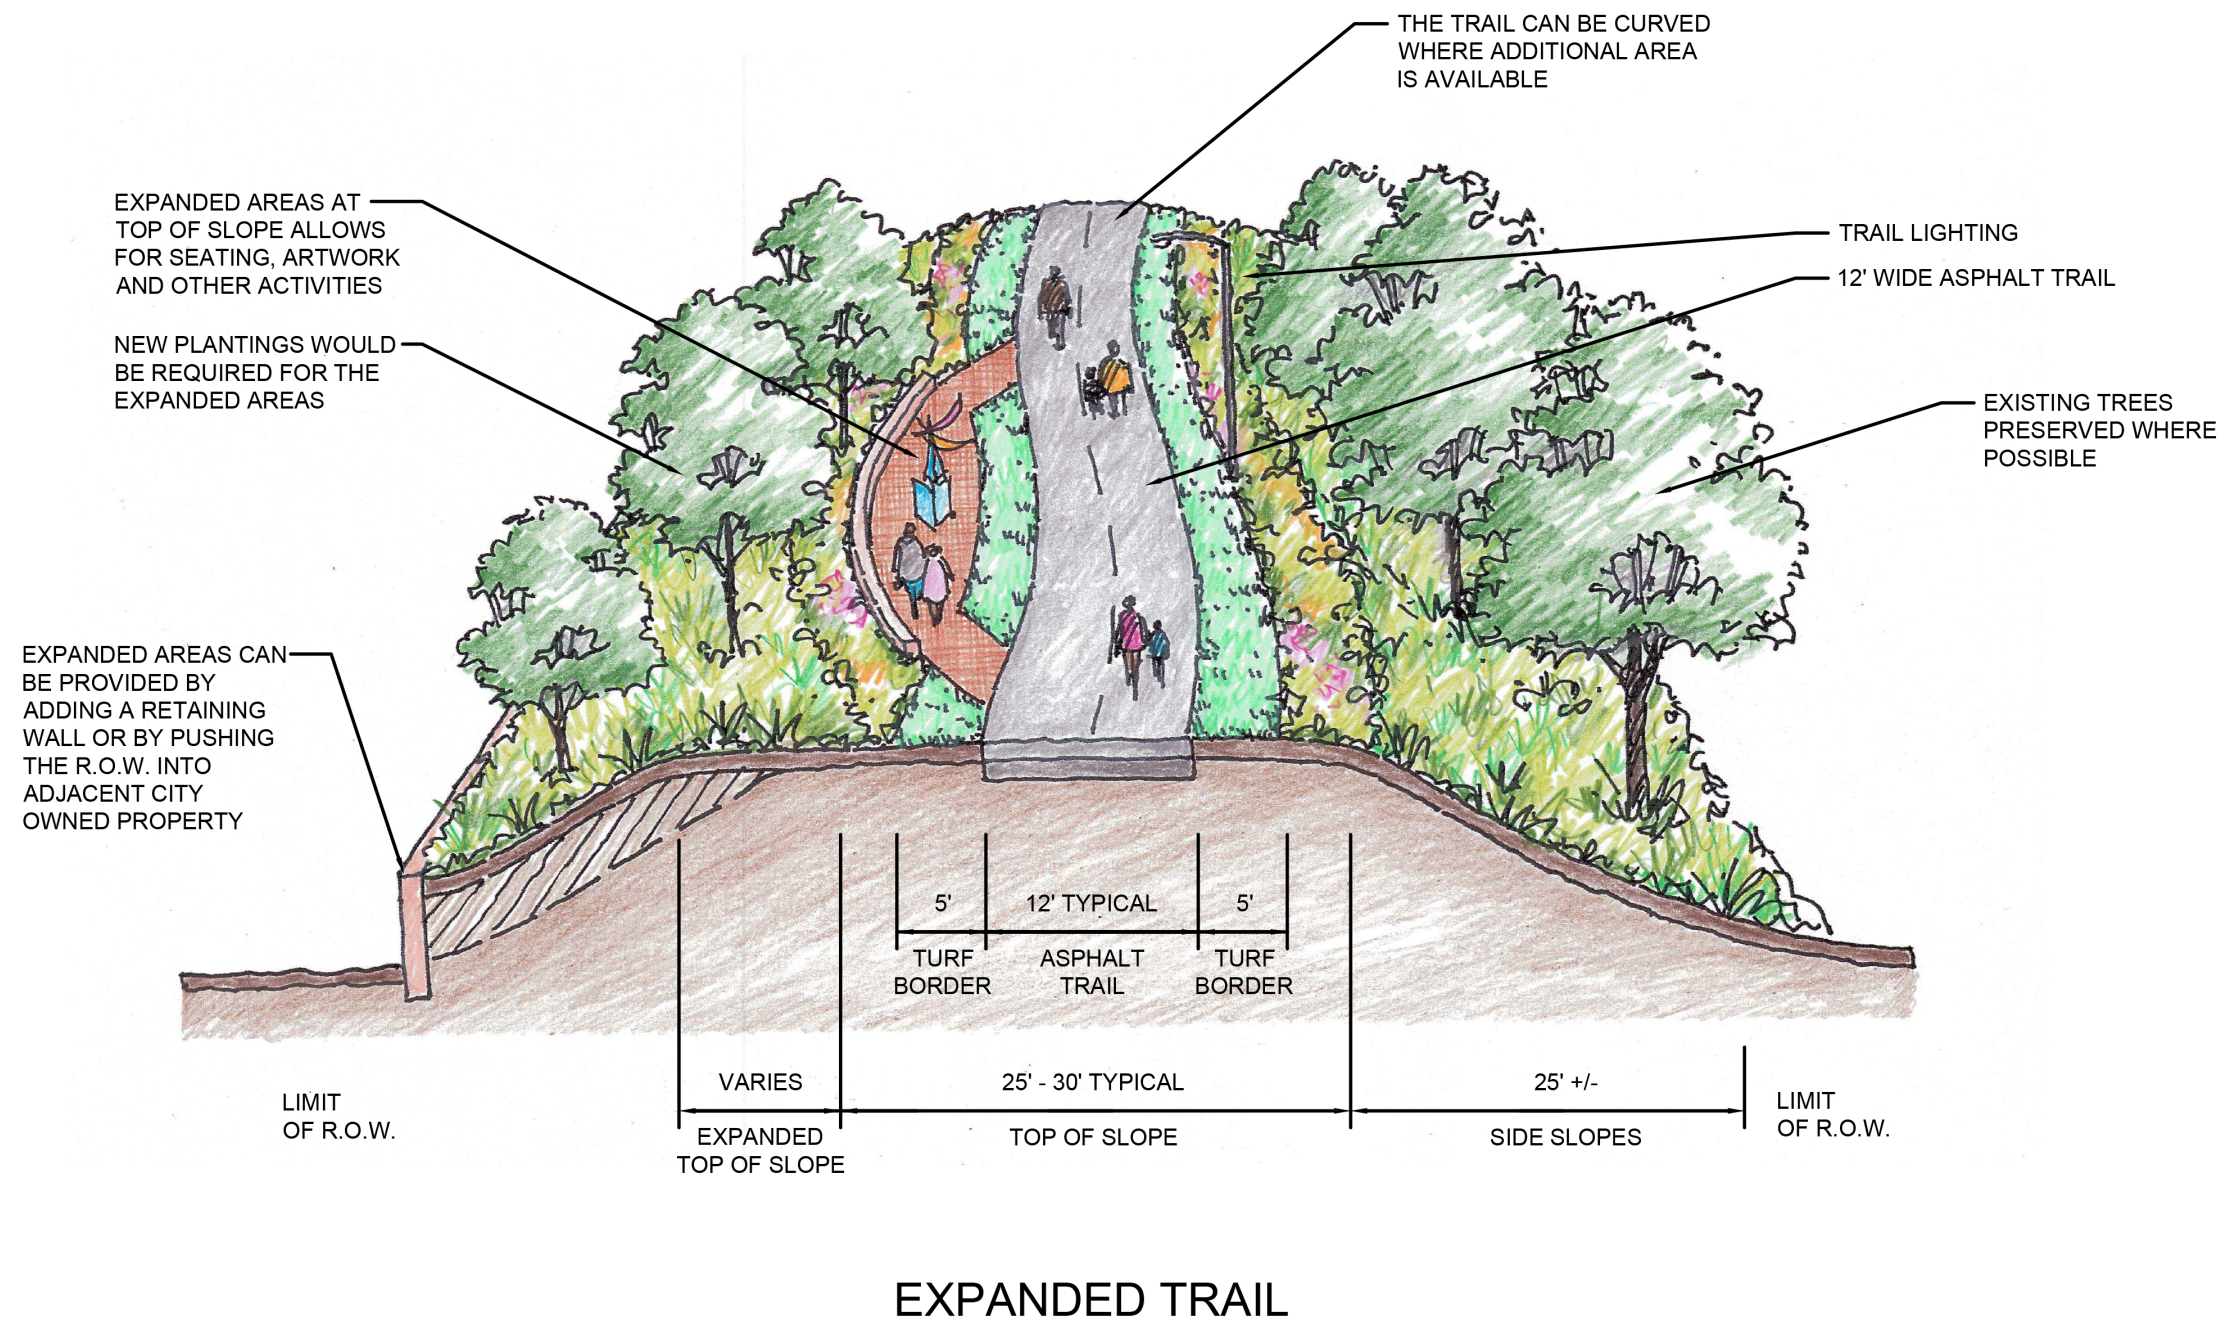 THE TRAIL CAN BE CURVED
WHERE ADDITIONAL AREA
IS AVAILABLE
EXPANDED AREAS AT
TOP OF SLOPE ALLOWS
FOR SEATING, ARTWORK
AND OTHER ACTIVITIES
TRAIL LIGHTING
12' WIDE ASPHALT TRAIL
NEW PLANTINGS WOULD
BE REQUIRED FOR THE
EXPANDED AREAS
EXISTING TREES
PRESERVED WHERE
POSSIBLE
EXPANDED AREAS CAN
BE PROVIDED BY
ADDING A RETAINING
WALL OR BY PUSHING
THE R.O.W. INTO
ADJACENT CITY
OWNED PROPERTY
5'
12' TYPICAL
5'
TURF
BORDER
ASPHALT
TRAIL
TURF
BORDER
LIMIT
OF R.O.W.
VARIES
EXPANDED
TOP OF SLOPE
25' - 30' TYPICAL
TOP OF SLOPE
25' +/-
SIDE SLOPES
LIMIT
OF R.O.W.
EXPANDED TRAIL